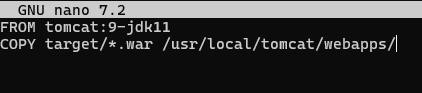 GNU nano 7.2
FROM tomcat:9-jdk11
COPY target/*.war /usr/local/tomcat/webapps/